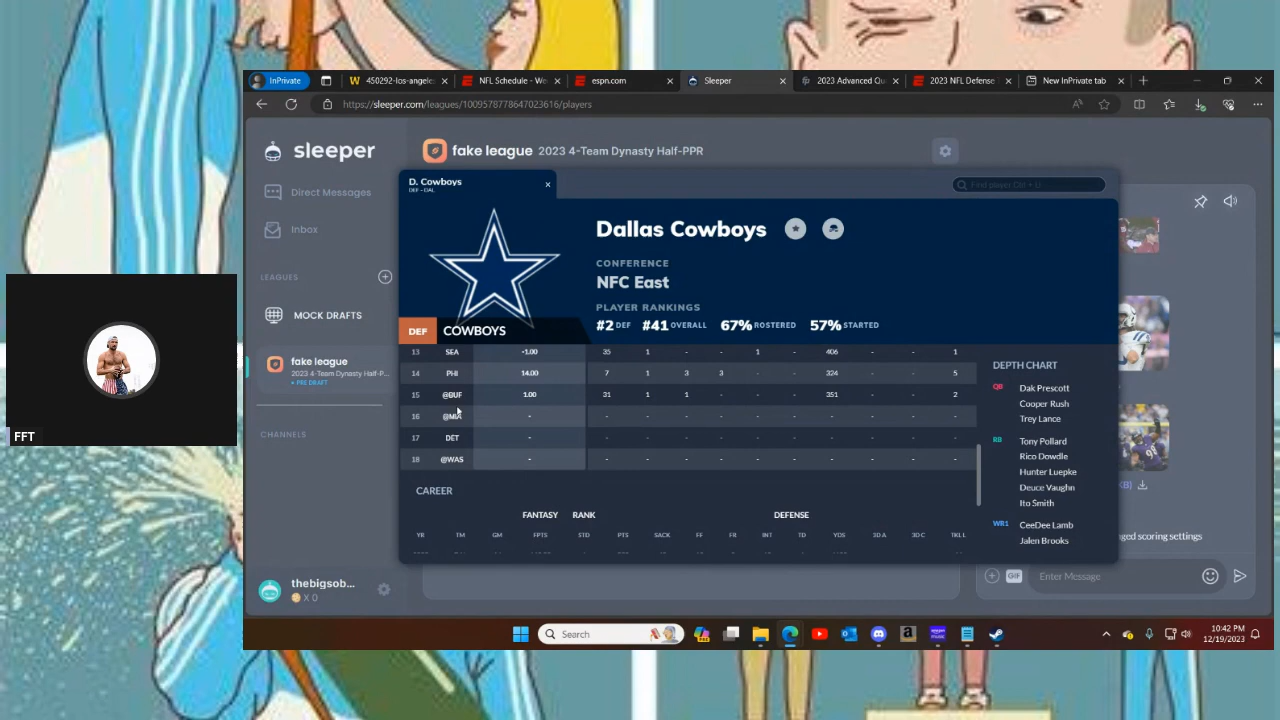 InPrivate
450292-los-angele
NFL Schedule - We
espn.com
Sleeper
2023 Advanced Qu
2023 NFL Defense
New InPrivate tab
https://sleeper.com/leagues/1009578778647023616/players
sleeper
fake league 2023 4-Team Dynasty Half-PPR
Direct Messages
Inbox
LEAGUES
MOCK DRAFTS
fake league
2023 4-Team Dynasty Half-P...
PRE DRAFT
CHANNELS
thebigsob...
X 0
D. Cowboys
DEF - DAL
Find player
Dallas Cowboys
CONFERENCE
NFC East
PLAYER RANKINGS
#2 DEF #41 OVERALL 67% ROSTERED 57% STARTED
DEF COWBOYS
13 SEA -1.00 35 1 - - 1 - 406 - - 1
14 PHI 14.00 7 1 3 3 - - 324 - - 5
15 @BUF 1.00 31 1 1 - - - 351 - - 2
16 @MIA - - - - - - - - - - -
17 DET - - - - - - - - - - -
18 @WAS - - - - - - - - - - -
CAREER
FANTASY RANK DEFENSE
YR TM GM FPTS STD PTS SACK FF FR INT TD YDS 3D A 3D C TKL L
DEPTH CHART
QB Dak Prescott
Cooper Rush
Trey Lance
RB Tony Pollard
Rico Dowdle
Hunter Luepke
Deuce Vaughn
Ito Smith
WR1 CeeDee Lamb
Jalen Brooks
KB)
nged scoring settings
GIF Enter Message
FFT
Search
10:42 PM
12/19/2023